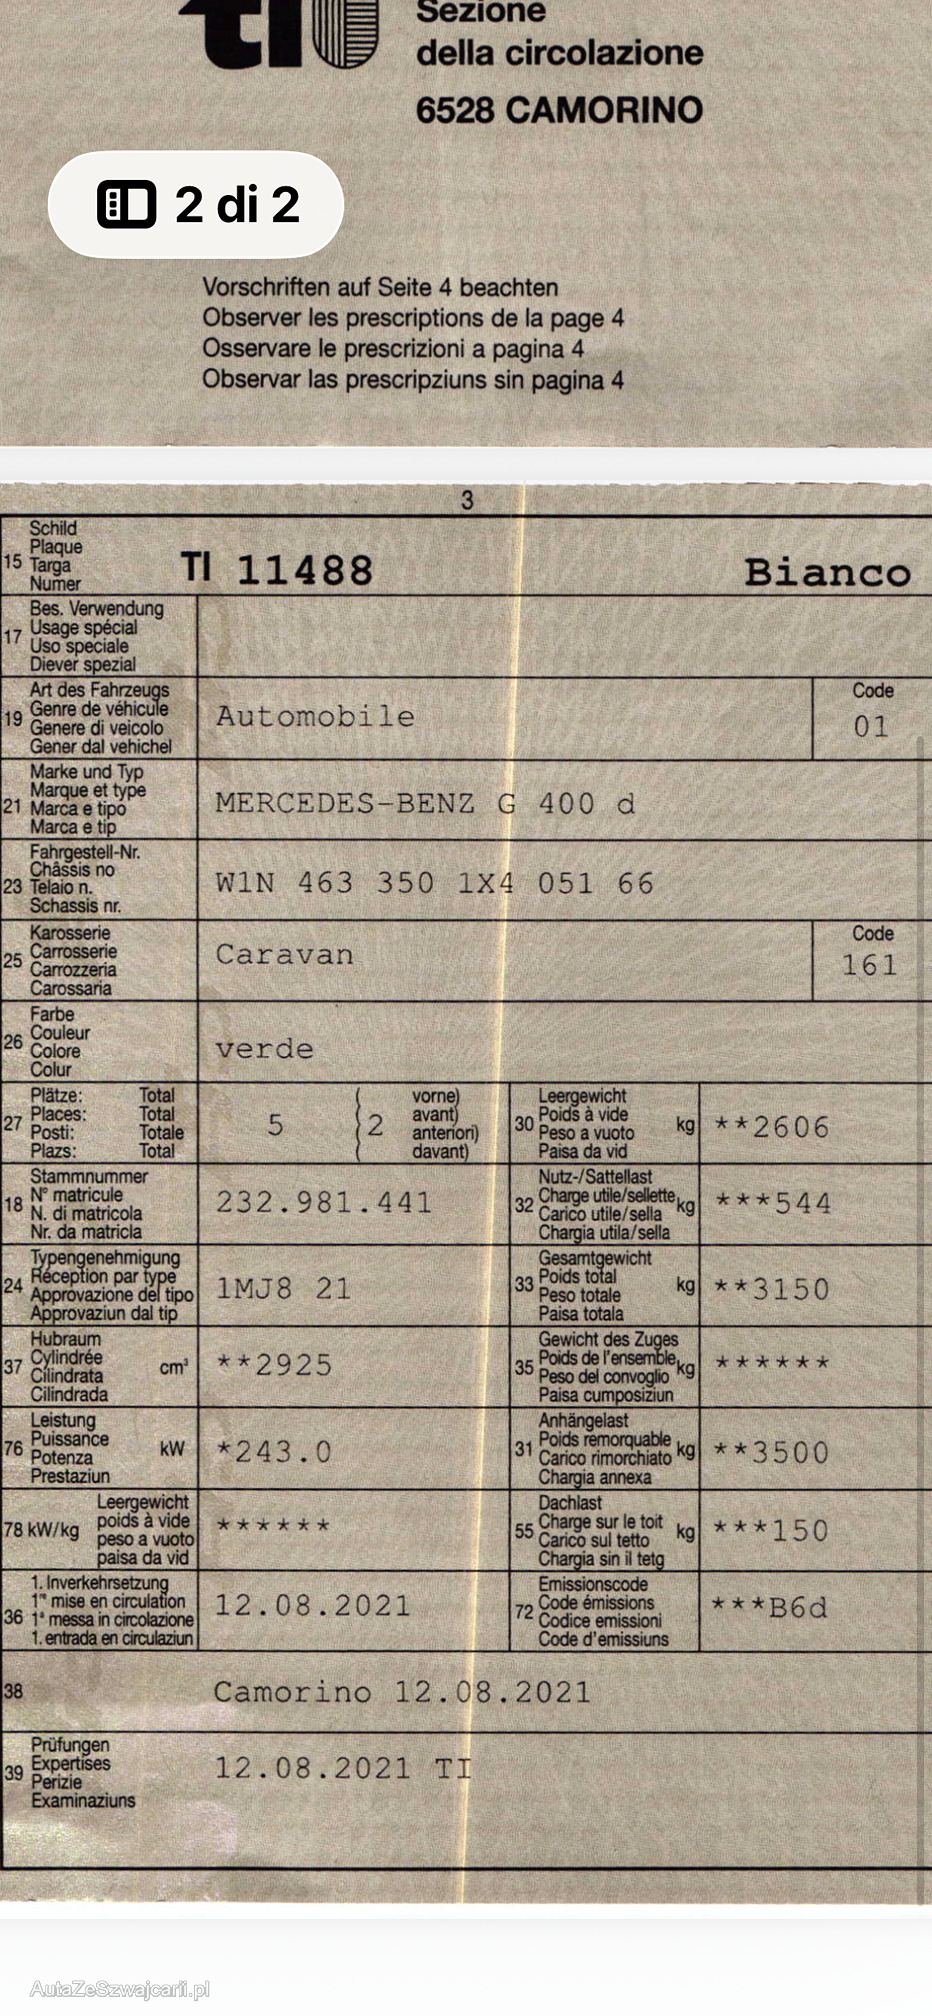 ti
Sezione
della circolazione
6528 CAMORINO
2 di 2
Vorschriften auf Seite 4 beachten
Observer les prescriptions de la page 4
Osservare le prescrizioni a pagina 4
Observar las prescripziuns sin pagina 4
3
15 Schild
Plaque
Targa
Numer
TI 11488 Bianco
17 Bes. Verwendung
Usage spécial
Uso speciale
Diever spezial
19 Art des Fahrzeugs
Genre de véhicule
Genere di veicolo
Gener dal vehichel
Automobile
Code
01
21 Marke und Typ
Marque et type
Marca e tipo
Marca e tip
MERCEDES-BENZ G 400 d
23 Fahrgestell-Nr.
Châssis no
Telaio n.
Schassis nr.
W1N 463 350 1X4 051 66
25 Karosserie
Carrosserie
Carrozzeria
Carossaria
Caravan
Code
161
26 Farbe
Couleur
Colore
Colur
verde
27 Plätze: Total
Places: Total
Posti: Totale
Plazs: Total
5 (2 vorne)
avant)
anteriori)
davant)
30 Leergewicht
Poids à vide
Peso a vuoto
Paisa da vid
kg **2606
18 Stammnummer
N° matricule
N. di matricola
Nr. da matricla
232.981.441
32 Nutz-/Sattellast
Charge utile/sellette
Carico utile/sella
Chargia utila/sella
kg ***544
24 Typengenehmigung
Réception par type
Approvazione del tipo
Approvaziun dal tip
1MJ8 21
33 Gesamtgewicht
Poids total
Peso totale
Paisa totala
kg **3150
37 Hubraum
Cylindrée
Cilindrata
Cilindrada
cm³ **2925
35 Gewicht des Zuges
Poids de l'ensemble
Peso del convoglio
Paisa cumposiziun
kg ******
76 Leistung
Puissance
Potenza
Prestaziun
kW *243.0
31 Anhängelast
Poids remorquable
Carico rimorchiato
Chargia annexa
kg **3500
78 kW/kg Leergewicht
poids à vide
peso a vuoto
paisa da vid
******
55 Dachlast
Charge sur le toit
Carico sul tetto
Chargia sin il tetg
kg ***150
36 1. Inverkehrsetzung
1re mise en circulation
1a messa in circolazione
1. entrada en circulaziun
12.08.2021
72 Emissionscode
Code émissions
Codice emissioni
Code d'emissiuns
***B6d
38 Camorino 12.08.2021
39 Prüfungen
Expertises
Perizie
Examinaziuns
12.08.2021 TI
AutaZeSzwajcarii.pl